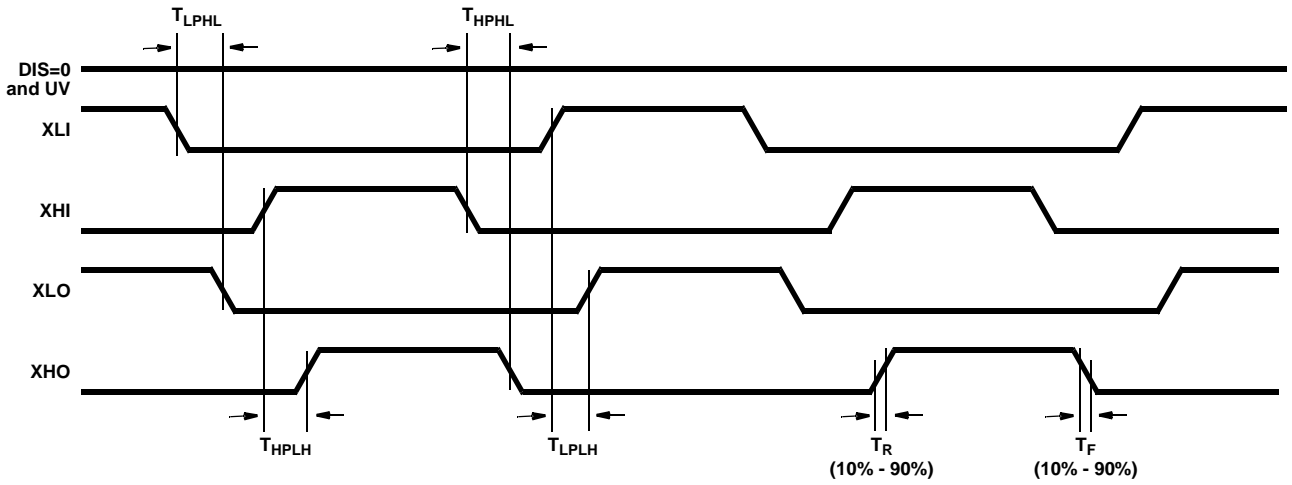 TLPHL
THPHL
DIS=0
and UV
XLI
XHI
XLO
XHO
THPLH
TLPLH
TR
(10% - 90%)
TF
(10% - 90%)